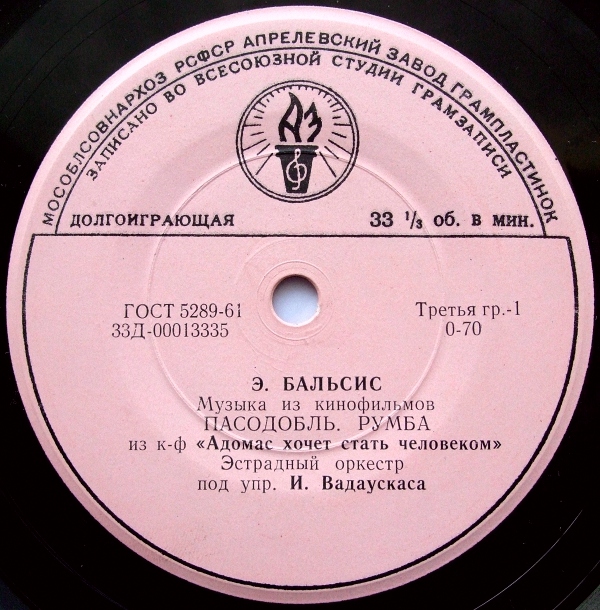 МОСОБЛСОВНАРХОЗ РСФСР АПРЕЛЕВСКИЙ ЗАВОД ГРАМПЛАСТИНОК
ЗАПИСАНО ВО ВСЕСОЮЗНОЙ СТУДИИ ГРАМЗАПИСИ
АЗ
ДОЛГОИГРАЮЩАЯ 33 1/3 об. в мин.
ГОСТ 5289-61 Третья гр.-1
33Д-00013335 0-70
Э. БАЛЬСИС
Музыка из кинофильмов
ПАСОДОБЛЬ. РУМБА
из к-ф «Адомас хочет стать человеком»
Эстрадный оркестр
под упр. И. Вадаускаса